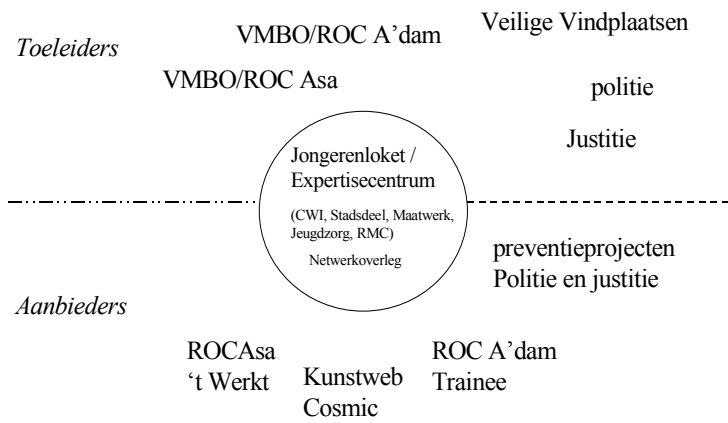 Toeleiders
VMBO/ROC A’dam
Veilige Vindplaatsen
VMBO/ROC Asa
politie
Justitie
Jongerenloket /
Expertisecentrum
(CWI, Stadsdeel, Maatwerk,
Jeugdzorg, RMC)
Netwerkoverleg
preventieprojecten
Politie en justitie
Aanbieders
ROCAsa
‘t Werkt
Kunstweb
Cosmic
ROC A’dam
Trainee